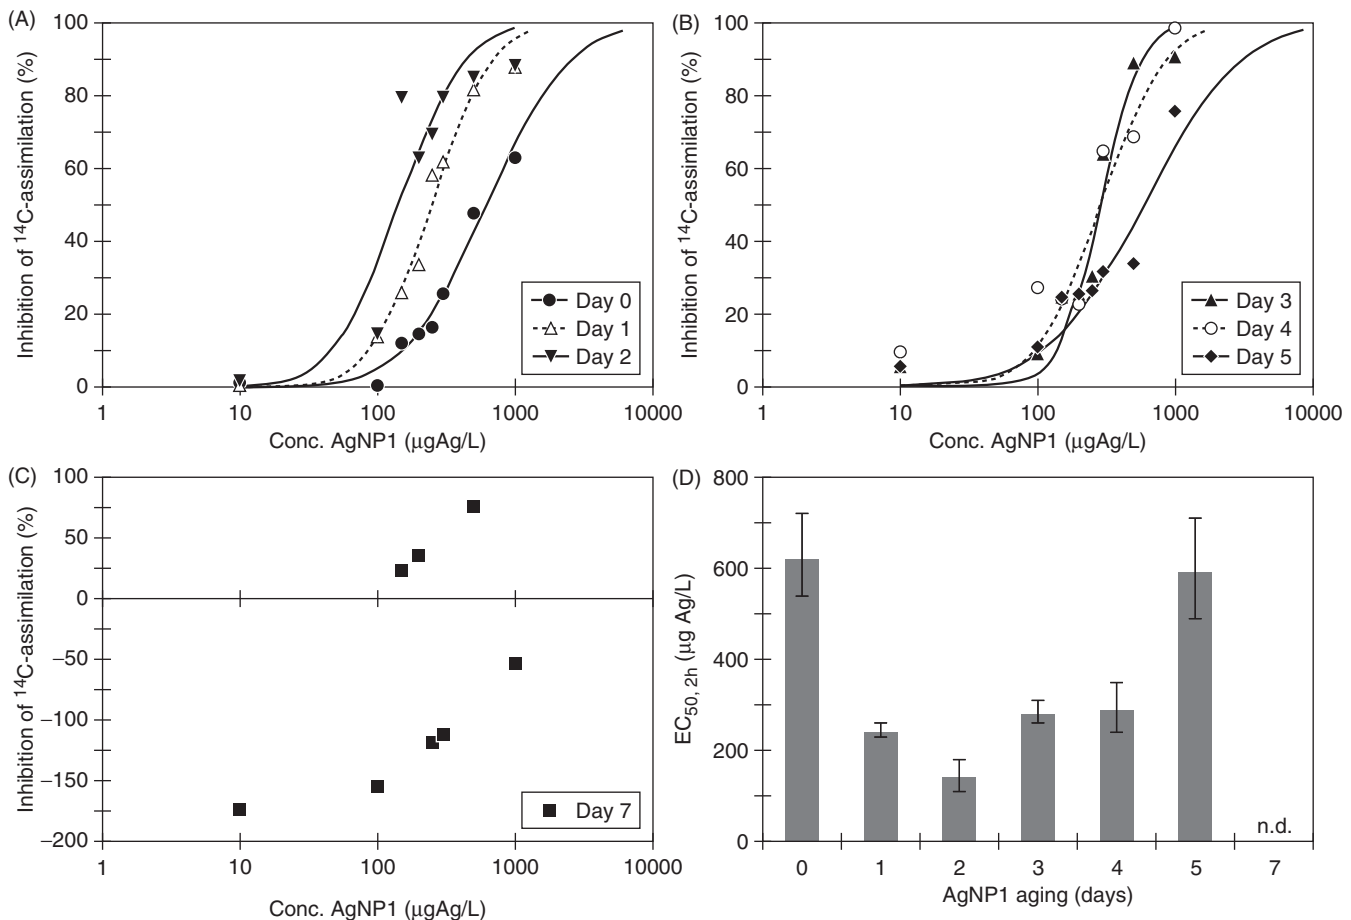 (A)
Inhibition of ¹⁴C-assimilation (%)
100
80
60
40
20
0
1
10
100
1000
10000
Conc. AgNP1 (µgAg/L)
Day 0
Day 1
Day 2
(B)
Inhibition of ¹⁴C-assimilation (%)
100
80
60
40
20
0
1
10
100
1000
10000
Conc. AgNP1 (µgAg/L)
Day 3
Day 4
Day 5
(C)
Inhibition of ¹⁴C-assimilation (%)
100
50
0
−50
−100
−150
−200
1
10
100
1000
10000
Conc. AgNP1 (µgAg/L)
Day 7
(D)
EC50, 2h (µg Ag/L)
800
600
400
200
0
n.d.
0
1
2
3
4
5
7
AgNP1 aging (days)